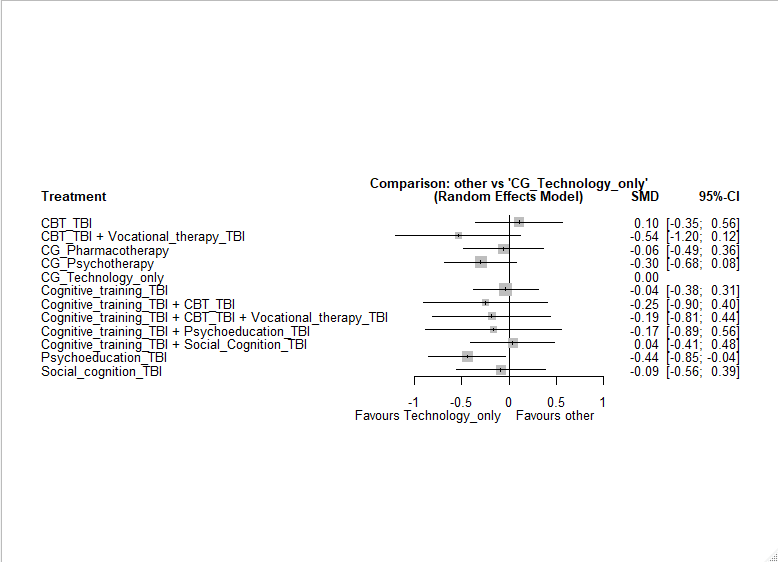 Comparison: other vs 'CG_Technology_only'
Treatment (Random Effects Model) SMD 95%-CI
CBT_TBI 0.10 [-0.35; 0.56]
CBT_TBI + Vocational_therapy_TBI -0.54 [-1.20; 0.12]
CG_Pharmacotherapy -0.06 [-0.49; 0.36]
CG_Psychotherapy -0.30 [-0.68; 0.08]
CG_Technology_only 0.00
Cognitive_training_TBI -0.04 [-0.38; 0.31]
Cognitive_training_TBI + CBT_TBI -0.25 [-0.90; 0.40]
Cognitive_training_TBI + CBT_TBI + Vocational_therapy_TBI -0.19 [-0.81; 0.44]
Cognitive_training_TBI + Psychoeducation_TBI -0.17 [-0.89; 0.56]
Cognitive_training_TBI + Social_Cognition_TBI 0.04 [-0.41; 0.48]
Psychoeducation_TBI -0.44 [-0.85; -0.04]
Social_cognition_TBI -0.09 [-0.56; 0.39]
-1 -0.5 0 0.5 1
Favours Technology_only Favours other